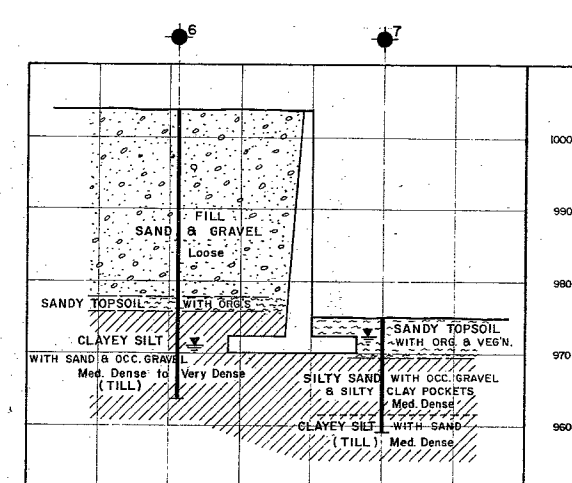 6
7
1000
FILL
SAND & GRAVEL
990
Loose
980
SANDY TOPSOIL WITH ORG'S
SANDY TOPSOIL
WITH ORG. & VEG'N.
CLAYEY SILT
970
WITH SAND & OCC. GRAVEL
Med. Dense to Very Dense
(TILL)
SILTY SAND WITH OCC. GRAVEL
& SILTY CLAY POCKETS
Med. Dense
CLAYEY SILT WITH SAND
960
(TILL) Med. Dense